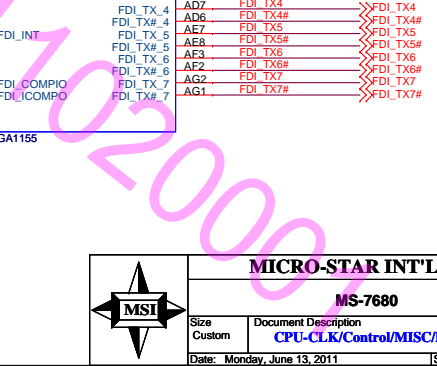 FDI_TX_4 AD7 FDI_TX4 FDI_TX4
FDI_TX#_4 AD6 FDI_TX4# FDI_TX4#
FDI_INT FDI_TX_5 AE7 FDI_TX5 FDI_TX5
FDI_TX#_5 AE8 FDI_TX5# FDI_TX5#
FDI_TX_6 AF3 FDI_TX6 FDI_TX6
FDI_TX#_6 AF2 FDI_TX6# FDI_TX6#
FDI_COMPIO FDI_TX_7 AG2 FDI_TX7 FDI_TX7
FDI_ICOMPO FDI_TX#_7 AG1 FDI_TX7# FDI_TX7#
GA1155
1020001
MICRO-STAR INT'L
MSI
MS-7680
Size Document Description
Custom CPU-CLK/Control/MISC/
Date: Monday, June 13, 2011